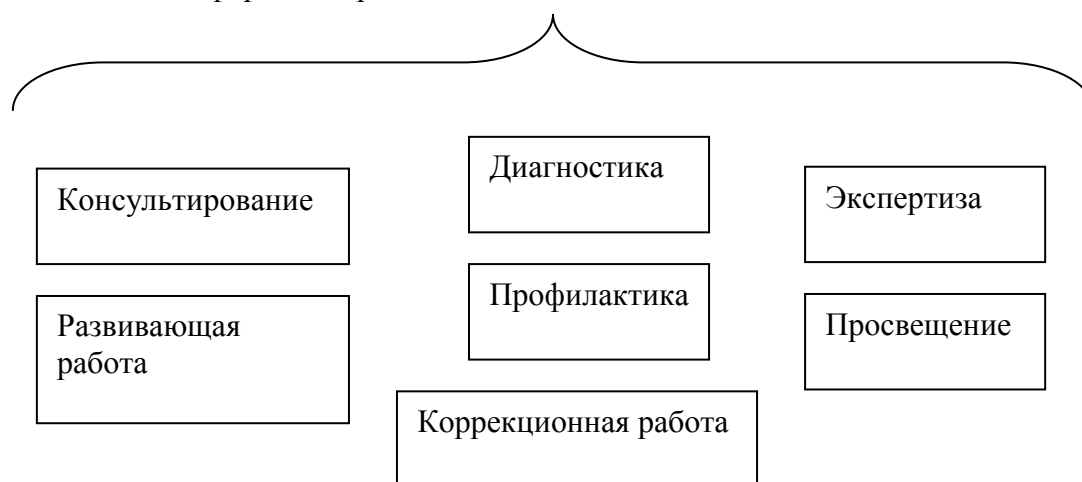 Консультирование
Развивающая
работа
Диагностика
Профилактика
Коррекционная работа
Экспертиза
Просвещение